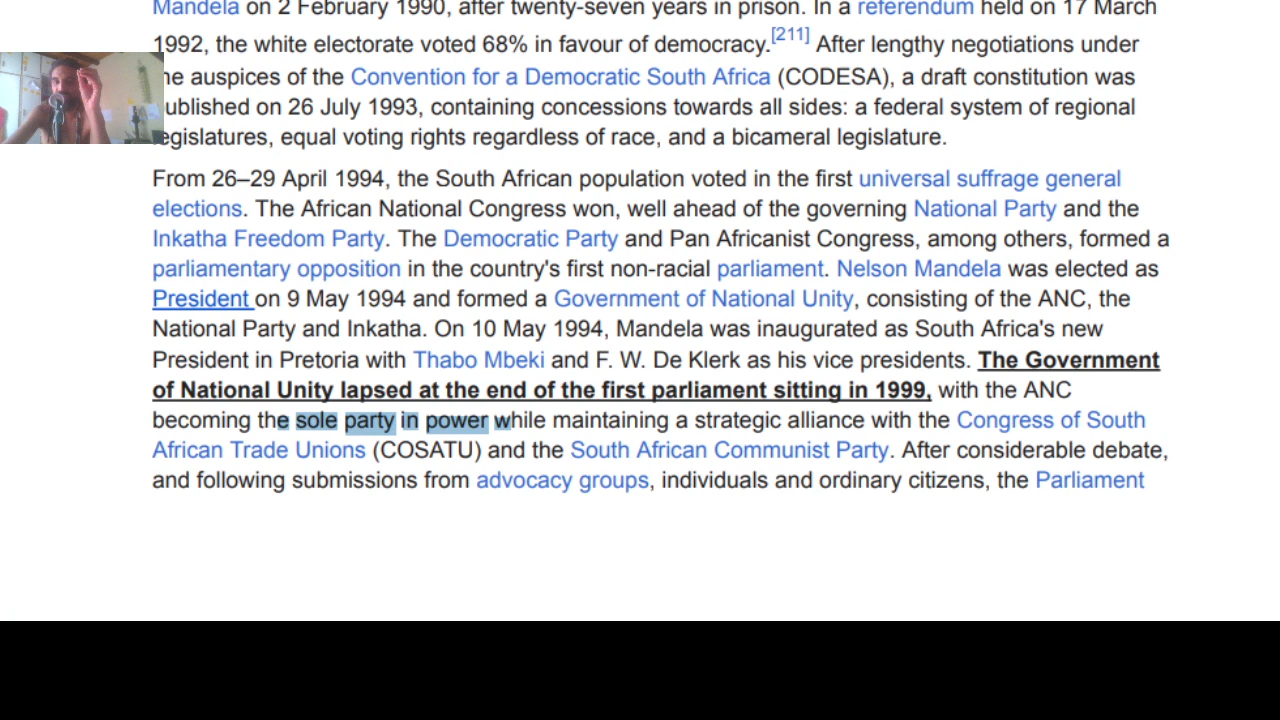 Mandela on 2 February 1990, after twenty-seven years in prison. In a referendum held on 17 March
1992, the white electorate voted 68% in favour of democracy.[211] After lengthy negotiations under
he auspices of the Convention for a Democratic South Africa (CODESA), a draft constitution was
ublished on 26 July 1993, containing concessions towards all sides: a federal system of regional
egislatures, equal voting rights regardless of race, and a bicameral legislature.
From 26–29 April 1994, the South African population voted in the first universal suffrage general
elections. The African National Congress won, well ahead of the governing National Party and the
Inkatha Freedom Party. The Democratic Party and Pan Africanist Congress, among others, formed a
parliamentary opposition in the country's first non-racial parliament. Nelson Mandela was elected as
President on 9 May 1994 and formed a Government of National Unity, consisting of the ANC, the
National Party and Inkatha. On 10 May 1994, Mandela was inaugurated as South Africa's new
President in Pretoria with Thabo Mbeki and F. W. De Klerk as his vice presidents. The Government
of National Unity lapsed at the end of the first parliament sitting in 1999, with the ANC
becoming the sole party in power while maintaining a strategic alliance with the Congress of South
African Trade Unions (COSATU) and the South African Communist Party. After considerable debate,
and following submissions from advocacy groups, individuals and ordinary citizens, the Parliament